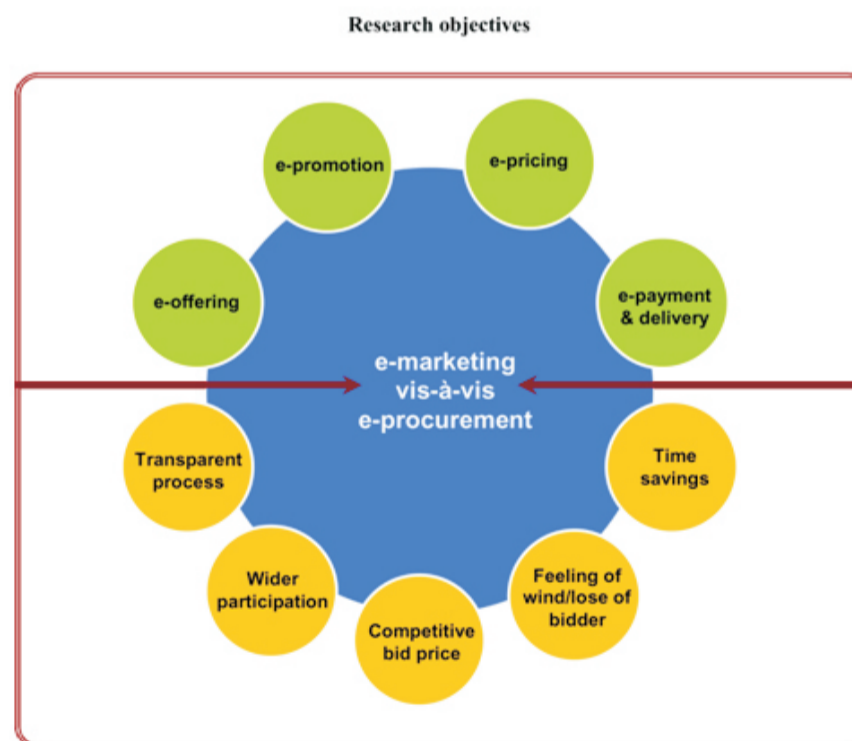 Research objectives
e-promotion
e-pricing
e-offering
e-payment
& delivery
e-marketing
vis-à-vis
e-procurement
Transparent
process
Time
savings
Wider
participation
Feeling of
wind/lose of
bidder
Competitive
bid price